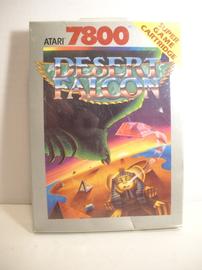 ATARI 7800
SUPER
GAME
CARTRIDGE
DESERT
FALCON